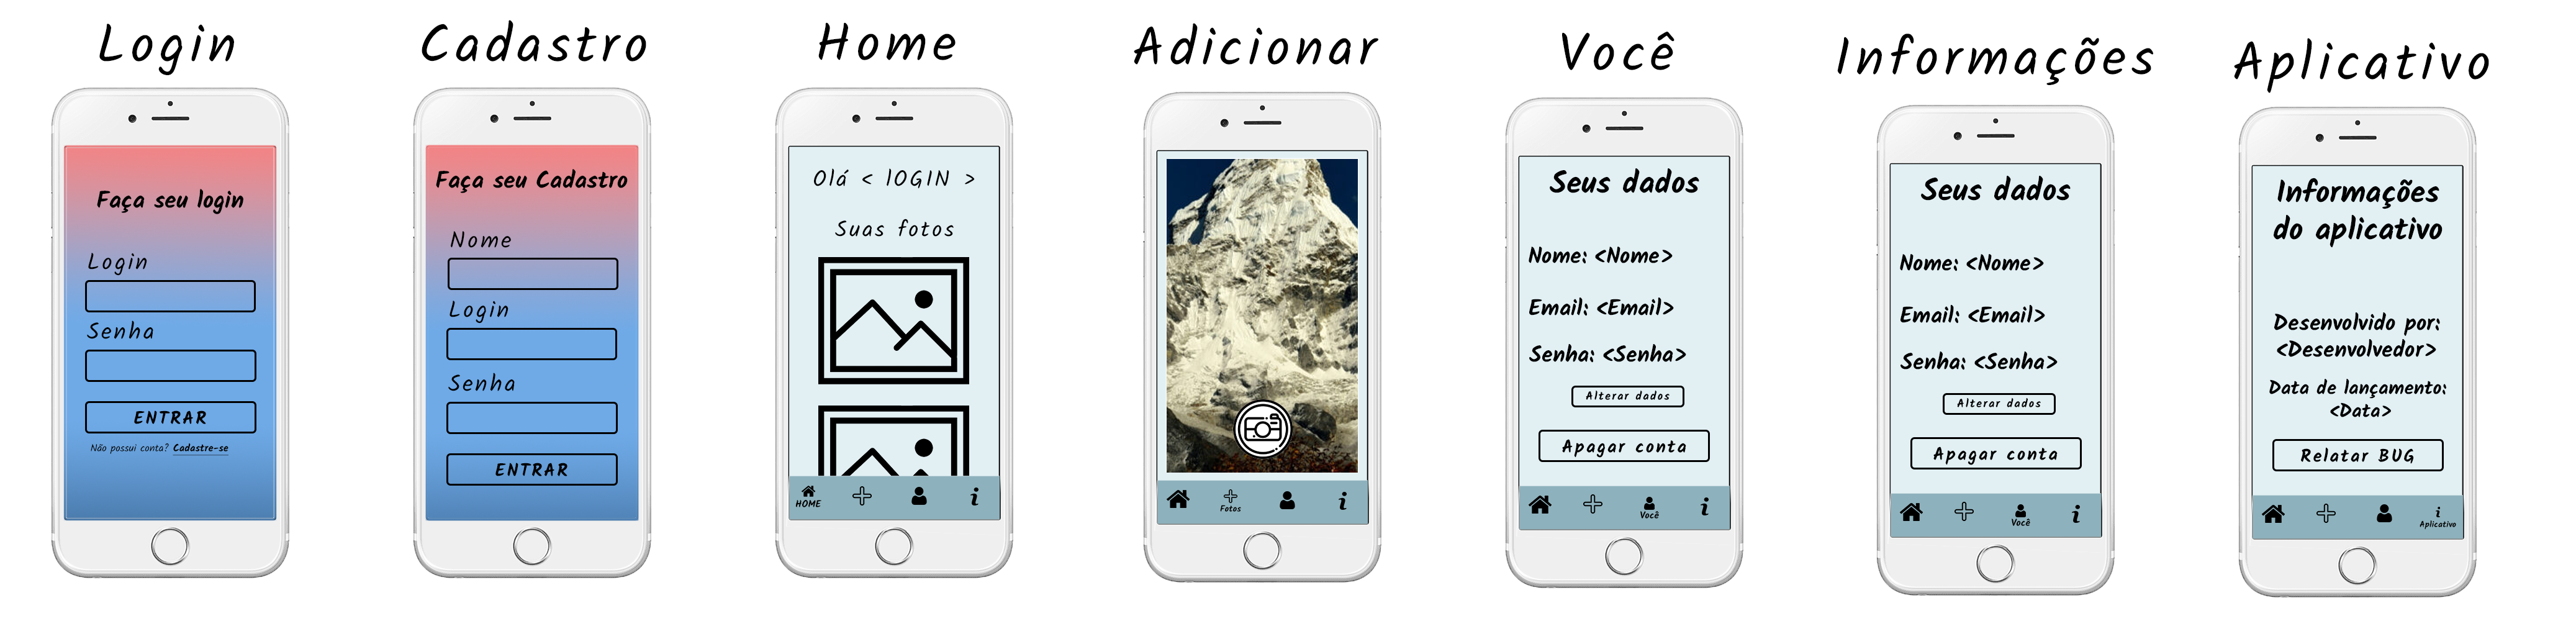 Login
Faça seu login
Login
Senha
ENTRAR
Não possui conta? Cadastre-se
Cadastro
Faça seu Cadastro
Nome
Login
Senha
ENTRAR
Home
Olá < lOGIN >
Suas fotos
HOME
i
Adicionar
Fotos
i
Você
Seus dados
Nome: <Nome>
Email: <Email>
Senha: <Senha>
Alterar dados
Apagar conta
Você
i
Informações
Seus dados
Nome: <Nome>
Email: <Email>
Senha: <Senha>
Alterar dados
Apagar conta
Você
i
Aplicativo
Informações
do aplicativo
Desenvolvido por:
<Desenvolvedor>
Data de lançamento:
<Data>
Relatar BUG
i
Aplicativo